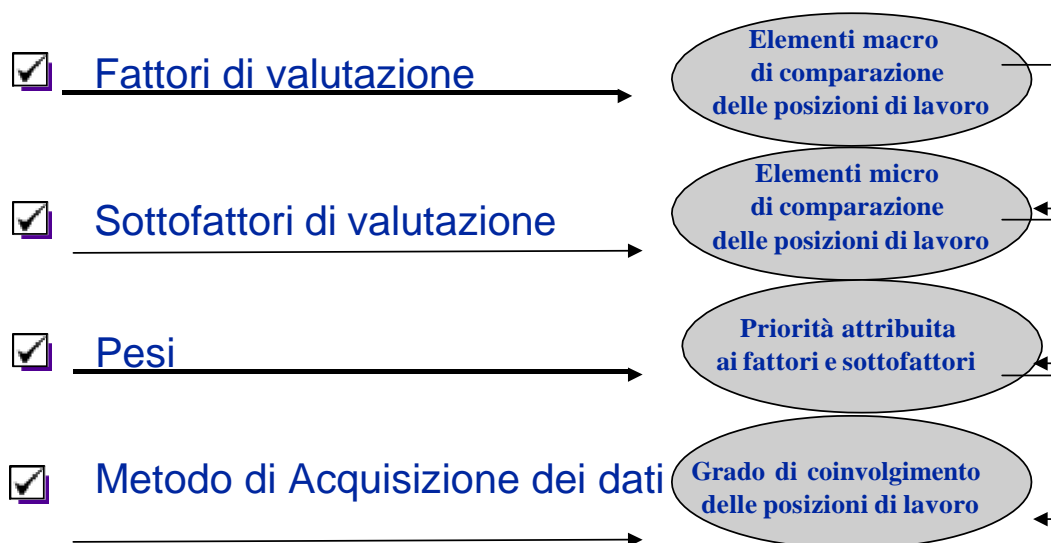 Fattori di valutazione
Elementi macro
di comparazione
delle posizioni di lavoro
Sottofattori di valutazione
Elementi micro
di comparazione
delle posizioni di lavoro
Pesi
Priorità attribuita
ai fattori e sottofattori
Metodo di Acquisizione dei dati
Grado di coinvolgimento
delle posizioni di lavoro